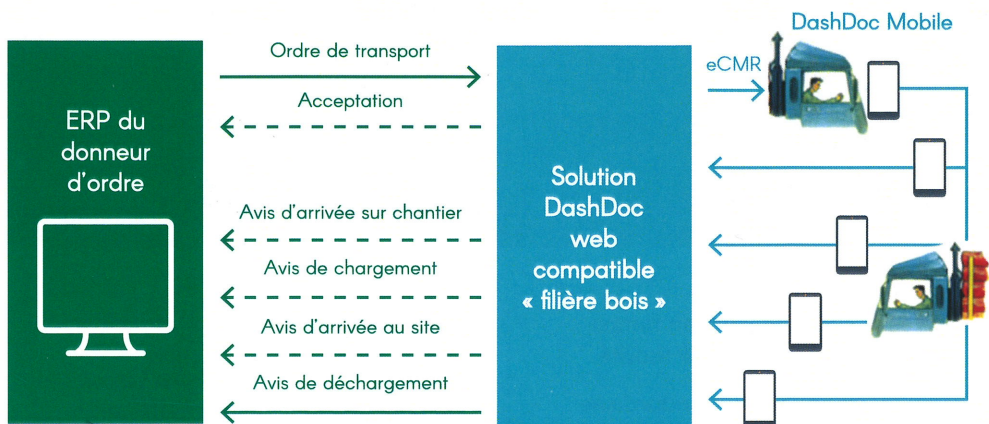 DashDoc Mobile
Ordre de transport
eCMR
Acceptation
ERP du
donneur
d'ordre
Solution
DashDoc
web
compatible
« filière bois »
Avis d'arrivée sur chantier
Avis de chargement
Avis d'arrivée au site
Avis de déchargement